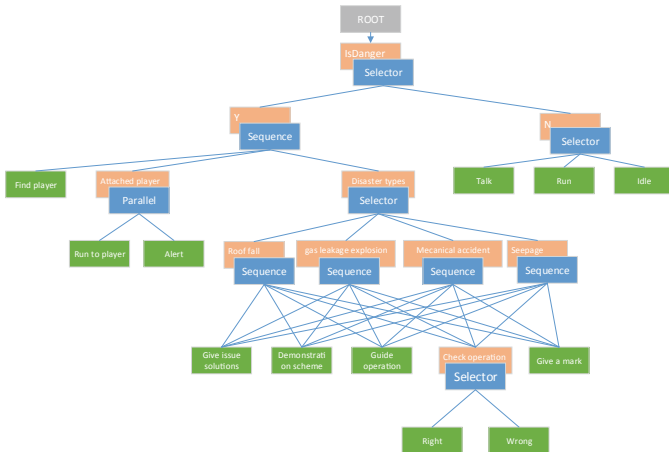 ROOT
IsDanger
Selector
Y
Sequence
N
Selector
Find player
Attached player
Parallel
Disaster types
Selector
Talk
Run
Idle
Run to player
Alert
Roof fall
Sequence
gas leakage explosion
Sequence
Mecanical accident
Sequence
Seepage
Sequence
Give issue
solutions
Demonstrati
on scheme
Guide
operation
Check operation
Selector
Give a mark
Right
Wrong